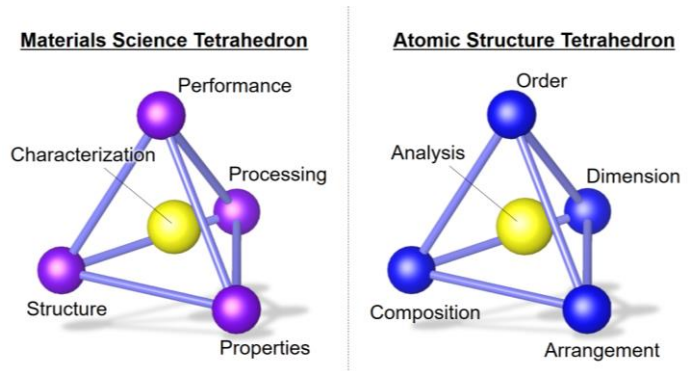 Materials Science Tetrahedron
Performance
Characterization
Processing
Structure
Properties
Atomic Structure Tetrahedron
Order
Analysis
Dimension
Composition
Arrangement